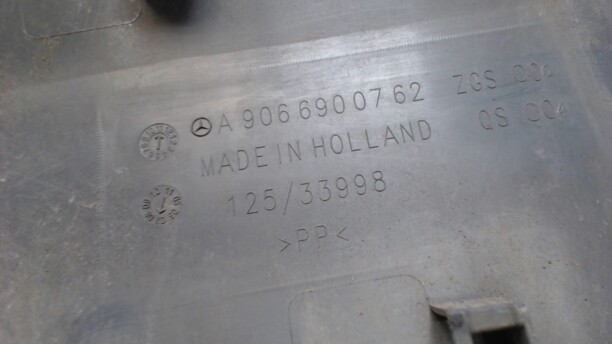 A 906 690 07 62 ZGS
MADE IN HOLLAND QS
125/33998
>PP<